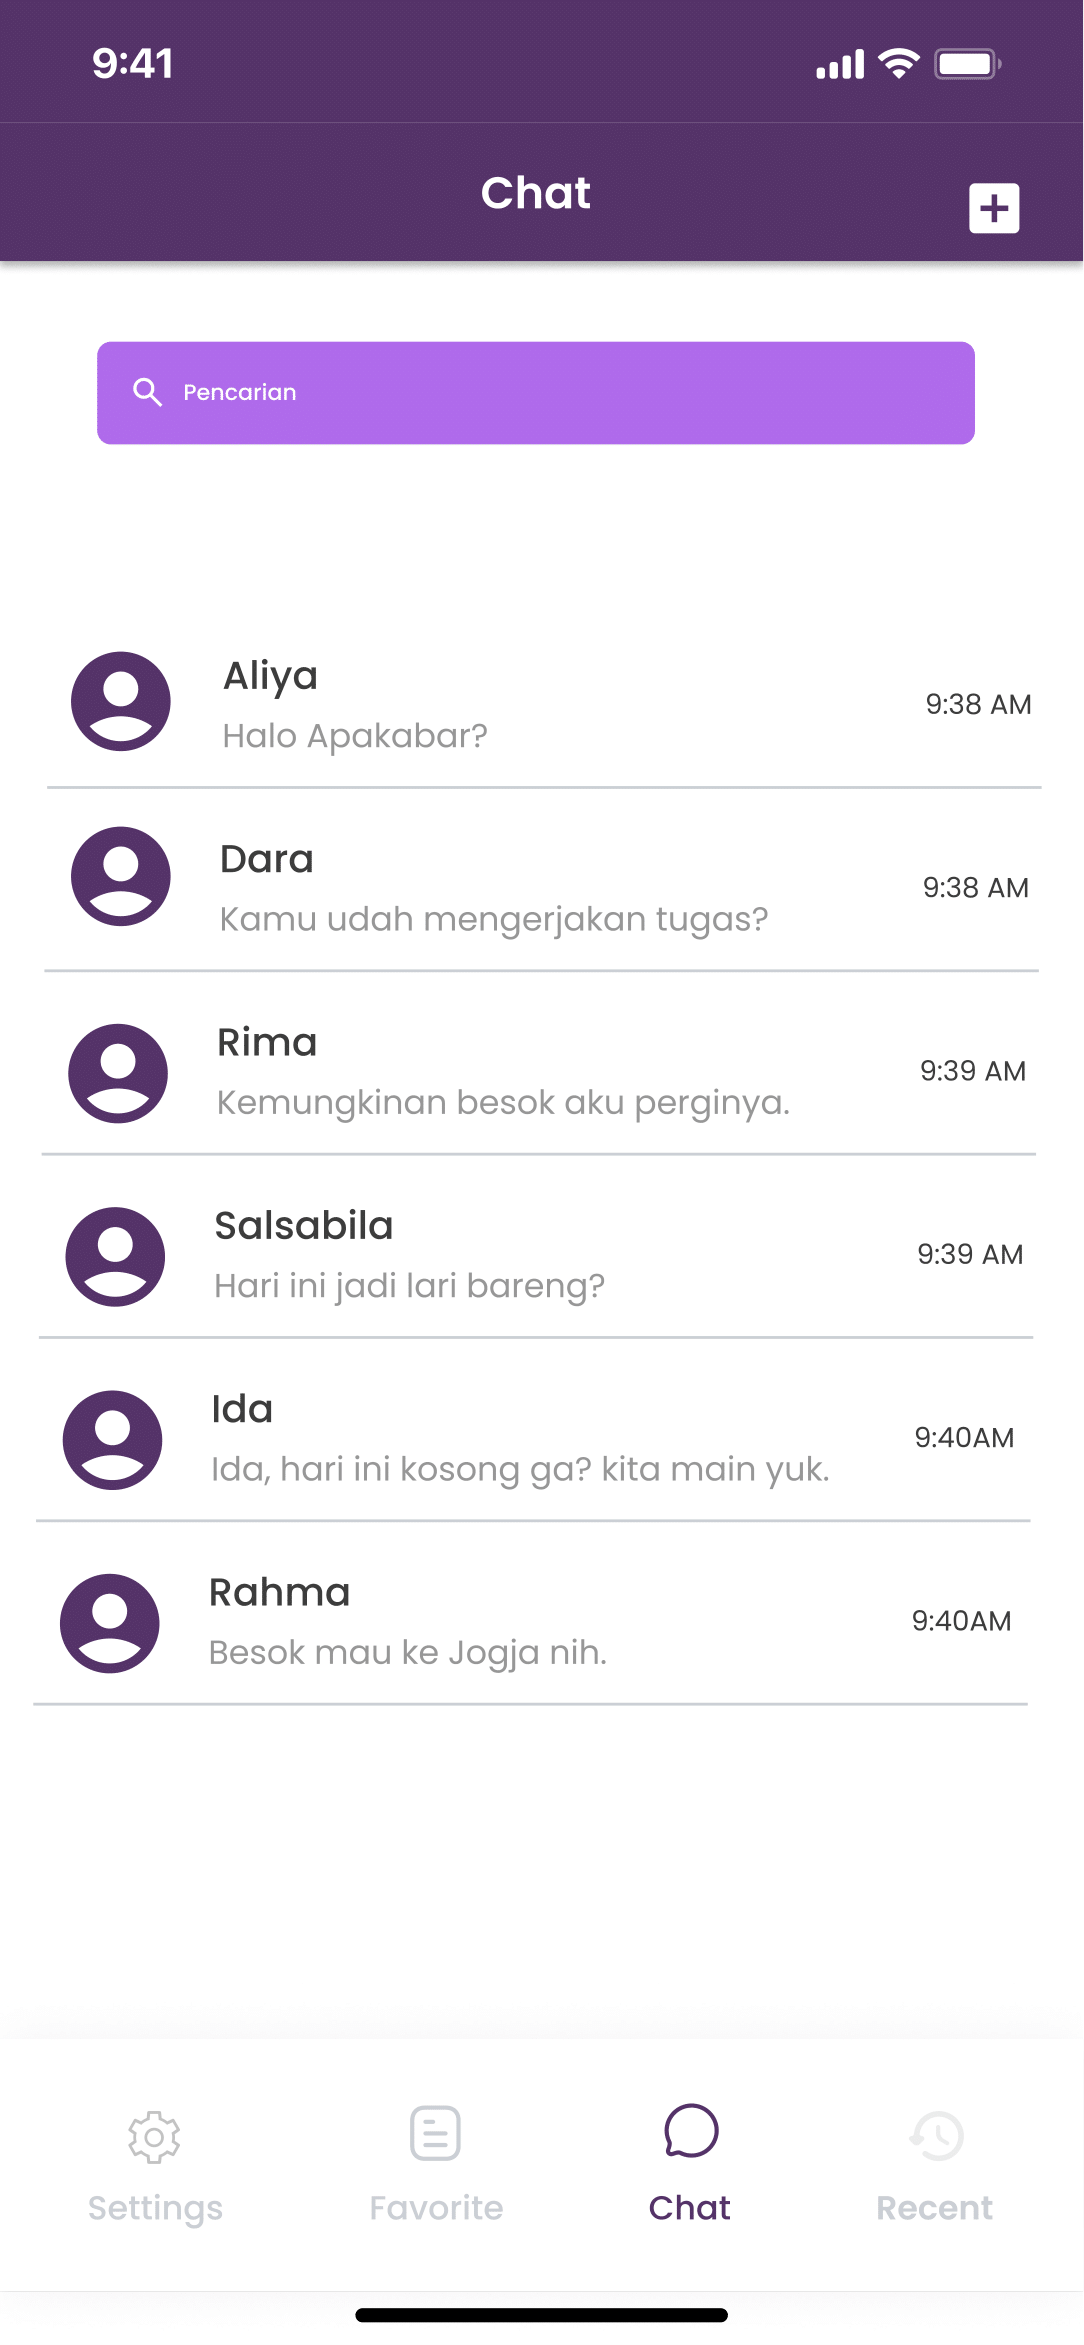 9:41
Chat
Pencarian
Aliya
Halo Apakabar?
9:38 AM
Dara
Kamu udah mengerjakan tugas?
9:38 AM
Rima
Kemungkinan besok aku perginya.
9:39 AM
Salsabila
Hari ini jadi lari bareng?
9:39 AM
Ida
Ida, hari ini kosong ga? kita main yuk.
9:40AM
Rahma
Besok mau ke Jogja nih.
9:40AM
Settings
Favorite
Chat
Recent